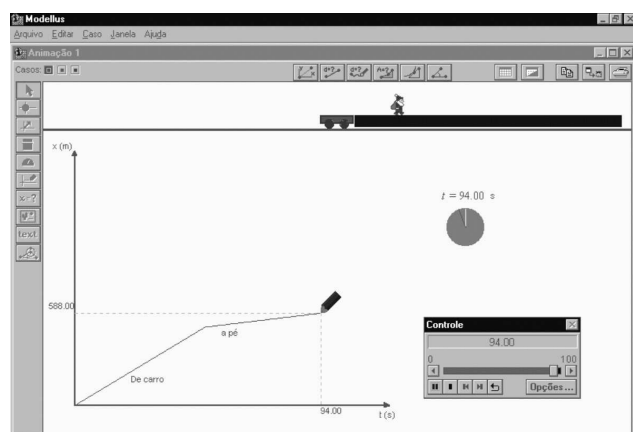 Modellus
Arquivo Editar Caso Janela Ajuda
Animação 1
Casos:
x (m)
t = 94.00 s
x=?
text
588.00
a pé
De carro
94.00
t (s)
Controle
94.00
0 100
Opções...